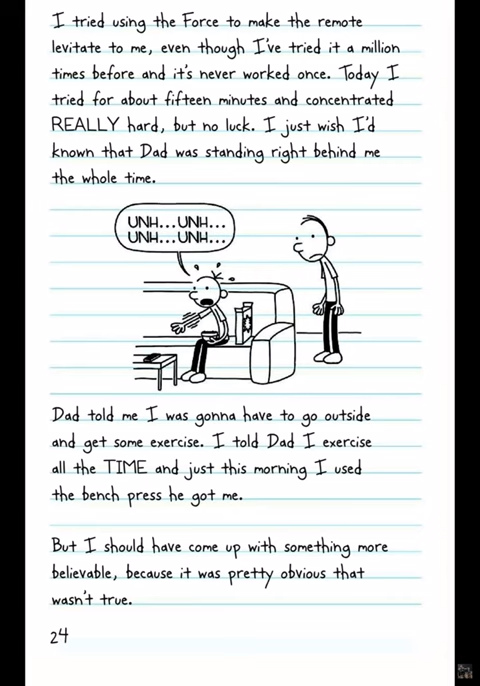 I tried using the Force to make the remote
levitate to me, even though I've tried it a million
times before and it's never worked once. Today I
tried for about fifteen minutes and concentrated
REALLY hard, but no luck. I just wish I'd
known that Dad was standing right behind me
the whole time.
UNH...UNH...
UNH...UNH...
Dad told me I was gonna have to go outside
and get some exercise. I told Dad I exercise
all the TIME and just this morning I used
the bench press he got me.
But I should have come up with something more
believable, because it was pretty obvious that
wasn't true.
24